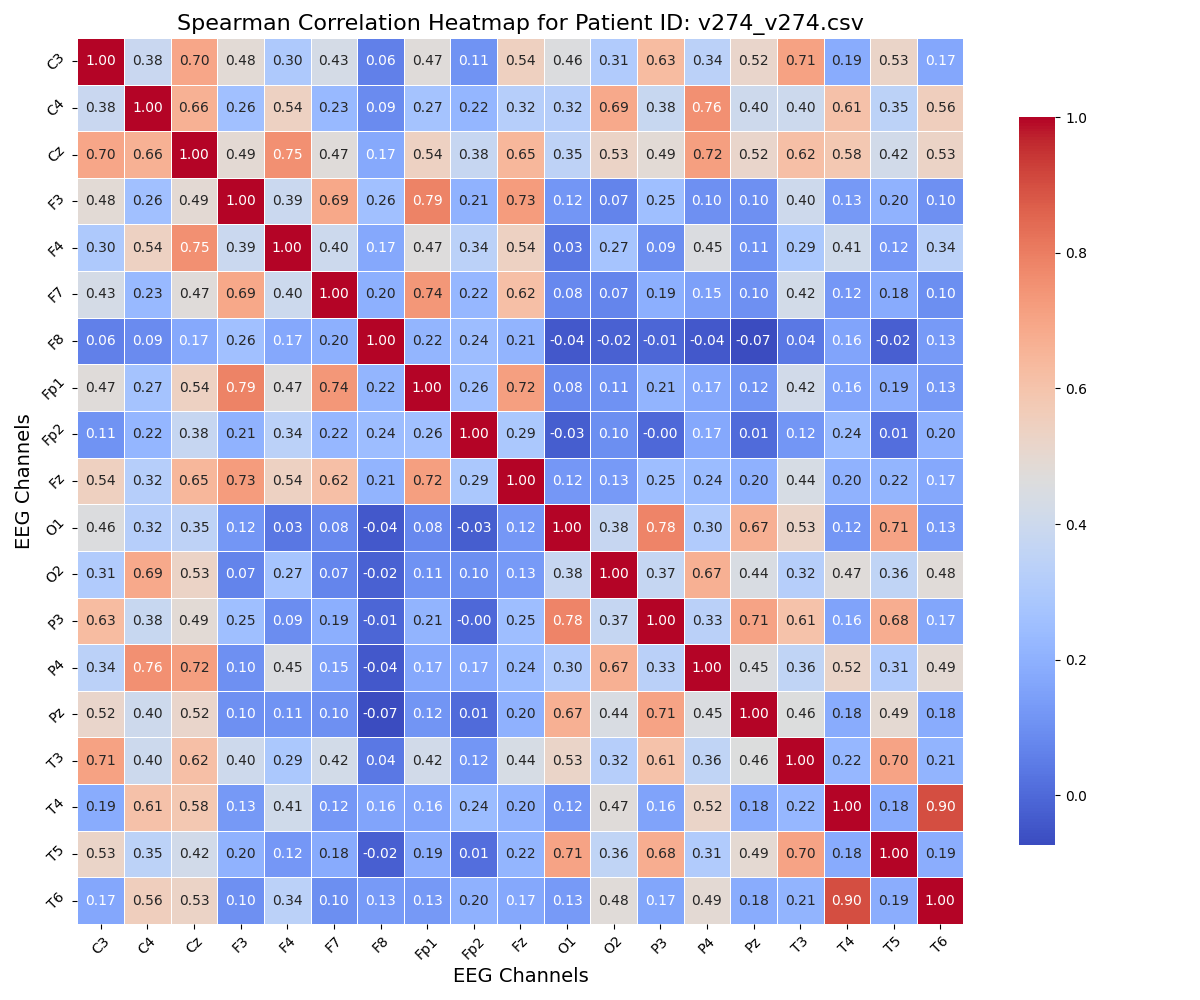 Spearman Correlation Heatmap for Patient ID: v274_v274.csv
C3 1.00 0.38 0.70 0.48 0.30 0.43 0.06 0.47 0.11 0.54 0.46 0.31 0.63 0.34 0.52 0.71 0.19 0.53 0.17
C4 0.38 1.00 0.66 0.26 0.54 0.23 0.09 0.27 0.22 0.32 0.32 0.69 0.38 0.76 0.40 0.40 0.61 0.35 0.56
Cz 0.70 0.66 1.00 0.49 0.75 0.47 0.17 0.54 0.38 0.65 0.35 0.53 0.49 0.72 0.52 0.62 0.58 0.42 0.53
F3 0.48 0.26 0.49 1.00 0.39 0.69 0.26 0.79 0.21 0.73 0.12 0.07 0.25 0.10 0.10 0.40 0.13 0.20 0.10
F4 0.30 0.54 0.75 0.39 1.00 0.40 0.17 0.47 0.34 0.54 0.03 0.27 0.09 0.45 0.11 0.29 0.41 0.12 0.34
F7 0.43 0.23 0.47 0.69 0.40 1.00 0.20 0.74 0.22 0.62 0.08 0.07 0.19 0.15 0.10 0.42 0.12 0.18 0.10
F8 0.06 0.09 0.17 0.26 0.17 0.20 1.00 0.22 0.24 0.21 -0.04 -0.02 -0.01 -0.04 -0.07 0.04 0.16 -0.02 0.13
Fp1 0.47 0.27 0.54 0.79 0.47 0.74 0.22 1.00 0.26 0.72 0.08 0.11 0.21 0.17 0.12 0.42 0.16 0.19 0.13
Fp2 0.11 0.22 0.38 0.21 0.34 0.22 0.24 0.26 1.00 0.29 -0.03 0.10 -0.00 0.17 0.01 0.12 0.24 0.01 0.20
Fz 0.54 0.32 0.65 0.73 0.54 0.62 0.21 0.72 0.29 1.00 0.12 0.13 0.25 0.24 0.20 0.44 0.20 0.22 0.17
O1 0.46 0.32 0.35 0.12 0.03 0.08 -0.04 0.08 -0.03 0.12 1.00 0.38 0.78 0.30 0.67 0.53 0.12 0.71 0.13
O2 0.31 0.69 0.53 0.07 0.27 0.07 -0.02 0.11 0.10 0.13 0.38 1.00 0.37 0.67 0.44 0.32 0.47 0.36 0.48
P3 0.63 0.38 0.49 0.25 0.09 0.19 -0.01 0.21 -0.00 0.25 0.78 0.37 1.00 0.33 0.71 0.61 0.16 0.68 0.17
P4 0.34 0.76 0.72 0.10 0.45 0.15 -0.04 0.17 0.17 0.24 0.30 0.67 0.33 1.00 0.45 0.36 0.52 0.31 0.49
Pz 0.52 0.40 0.52 0.10 0.11 0.10 -0.07 0.12 0.01 0.20 0.67 0.44 0.71 0.45 1.00 0.46 0.18 0.49 0.18
T3 0.71 0.40 0.62 0.40 0.29 0.42 0.04 0.42 0.12 0.44 0.53 0.32 0.61 0.36 0.46 1.00 0.22 0.70 0.21
T4 0.19 0.61 0.58 0.13 0.41 0.12 0.16 0.16 0.24 0.20 0.12 0.47 0.16 0.52 0.18 0.22 1.00 0.18 0.90
T5 0.53 0.35 0.42 0.20 0.12 0.18 -0.02 0.19 0.01 0.22 0.71 0.36 0.68 0.31 0.49 0.70 0.18 1.00 0.19
T6 0.17 0.56 0.53 0.10 0.34 0.10 0.13 0.13 0.20 0.17 0.13 0.48 0.17 0.49 0.18 0.21 0.90 0.19 1.00
C3 C4 Cz F3 F4 F7 F8 Fp1 Fp2 Fz O1 O2 P3 P4 Pz T3 T4 T5 T6
EEG Channels
EEG Channels
1.0
0.8
0.6
0.4
0.2
0.0